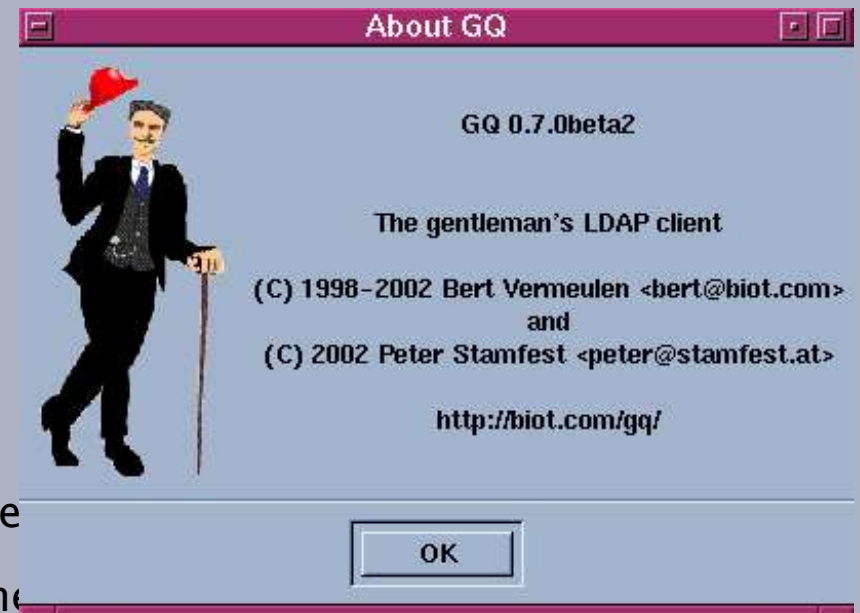 About GQ
GQ 0.7.0beta2
The gentleman's LDAP client
(C) 1998-2002 Bert Vermeulen <bert@biot.com>
and
(C) 2002 Peter Stamfest <peter@stamfest.at>
http://biot.com/gq/
OK